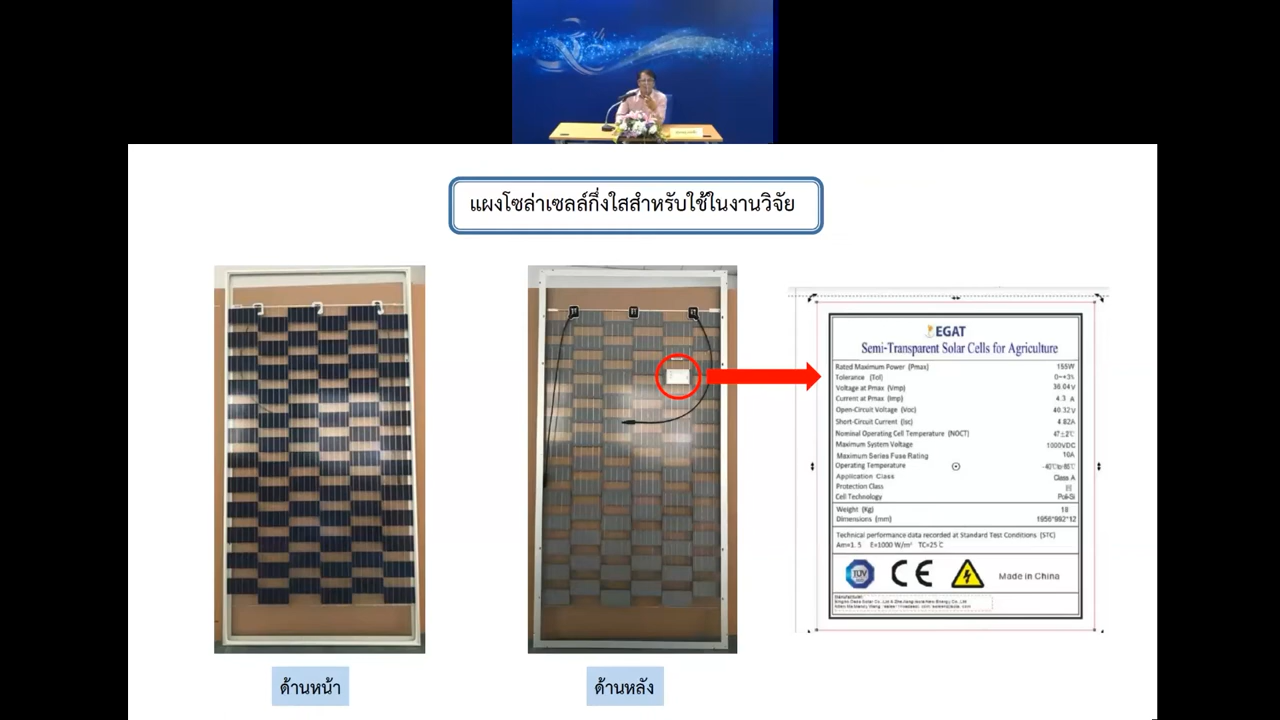 แผงโซล่าเซลล์กึ่งใสสำหรับใช้ในงานวิจัย
EGAT
Semi-Transparent Solar Cells for Agriculture
Rated Maximum Power (Pmax) 155W
Tolerance (Tol) 0~+3%
Voltage at Pmax (Vmp) 36.04V
Current at Pmax (Imp) 4.3 A
Open-Circuit Voltage (Voc) 40.32V
Short-Circuit Current (Isc) 4.82A
Nominal Operating Cell Temperature (NOCT) 47±2℃
Maximum System Voltage 1000VDC
Maximum Series Fuse Rating 10A
Operating Temperature -40℃to+85℃
Application Class Class A
Protection Class
Cell Technology Poli-Si
Weight (Kg) 18
Dimensions (mm) 1956*992*12
Technical performance data recorded at Standard Test Conditions (STC)
Am=1.5 E=1000 W/m² TC=25℃
TÜV CE Made in China
Manufacturer:
ด้านหน้า
ด้านหลัง